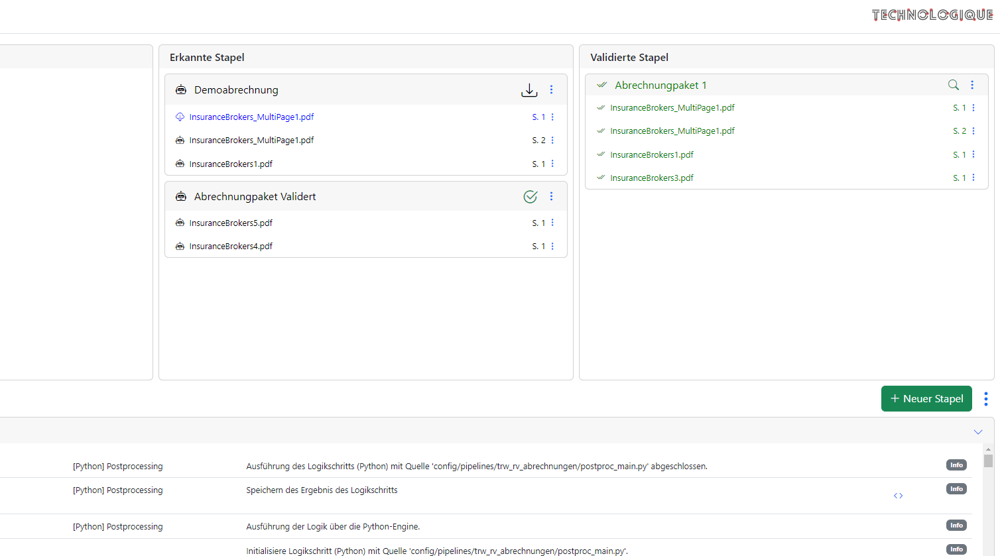 TECHNOLOGIQUE
Erkannte Stapel
Demoabrechnung
InsuranceBrokers_MultiPage1.pdf S. 1
InsuranceBrokers_MultiPage1.pdf S. 2
InsuranceBrokers1.pdf S. 1
Abrechnungpaket Validert
InsuranceBrokers5.pdf S. 1
InsuranceBrokers4.pdf S. 1
Validierte Stapel
Abrechnungpaket 1
InsuranceBrokers_MultiPage1.pdf S. 1
InsuranceBrokers_MultiPage1.pdf S. 2
InsuranceBrokers1.pdf S. 1
InsuranceBrokers3.pdf S. 1
+ Neuer Stapel
[Python] Postprocessing Ausführung des Logikschritts (Python) mit Quelle 'config/pipelines/trw_rv_abrechnungen/postproc_main.py' abgeschlossen. Info
[Python] Postprocessing Speichern des Ergebnis des Logikschritts <> Info
[Python] Postprocessing Ausführung der Logik über die Python-Engine. Info
Initialisiere Logikschritt (Python) mit Quelle 'config/pipelines/trw_rv_abrechnungen/postproc_main.py'. Info